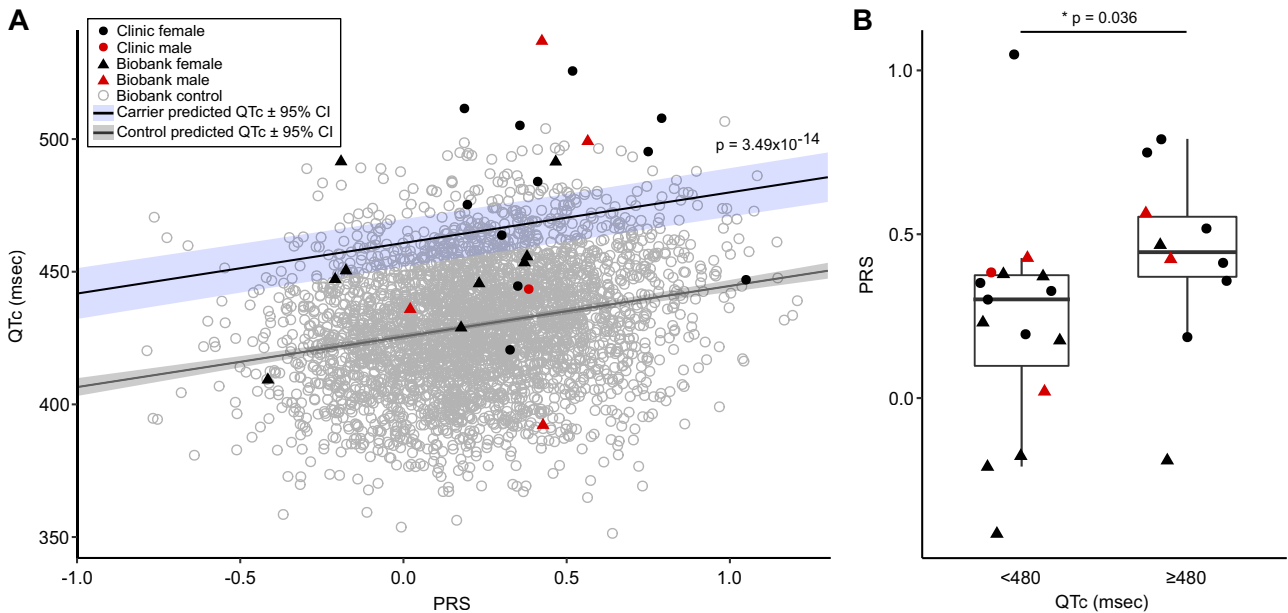 A
Clinic female
Clinic male
Biobank female
Biobank male
Biobank control
Carrier predicted QTc ± 95% CI
Control predicted QTc ± 95% CI
p = 3.49x10-14
500
450
400
350
QTc (msec)
-1.0
-0.5
0.0
0.5
1.0
PRS
B
* p = 0.036
1.0
0.5
0.0
PRS
<480
≥480
QTc (msec)